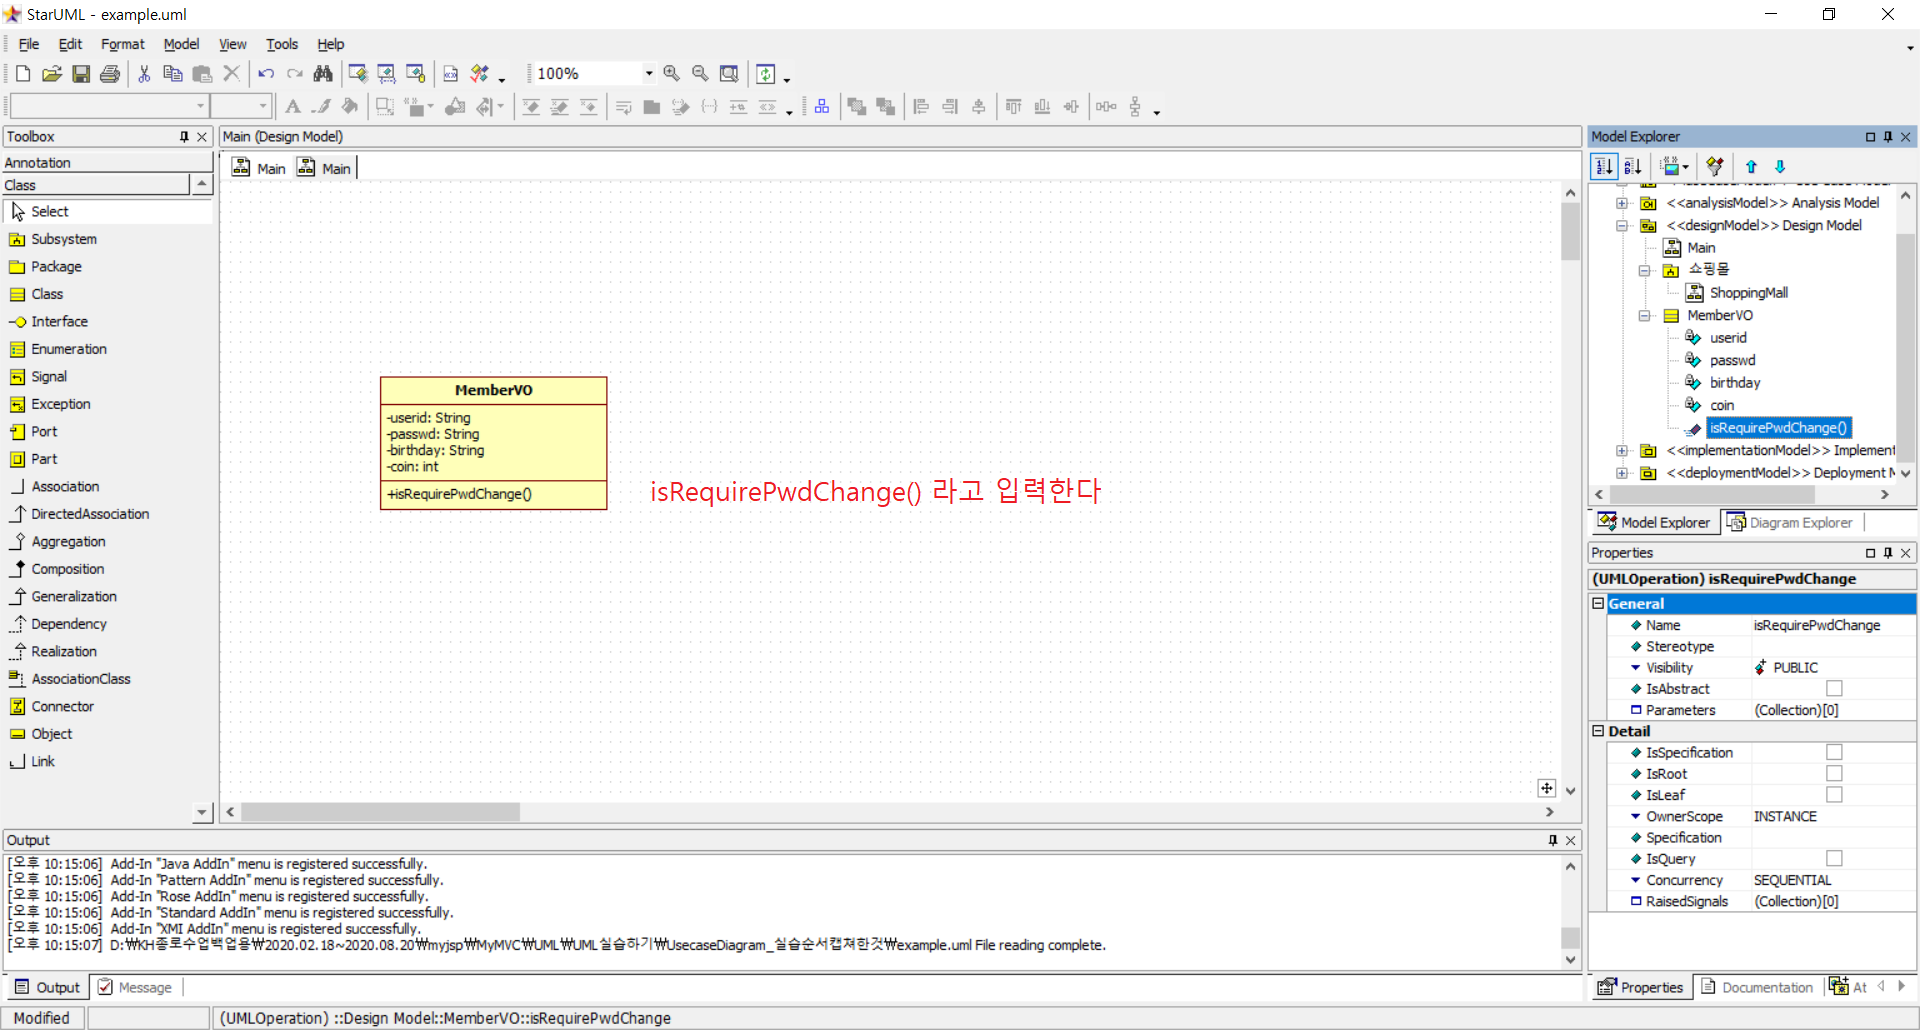 StarUML - example.uml
File Edit Format Model View Tools Help
100%
Toolbox
Annotation
Class
Select
Subsystem
Package
Class
Interface
Enumeration
Signal
Exception
Port
Part
Association
DirectedAssociation
Aggregation
Composition
Generalization
Dependency
Realization
AssociationClass
Connector
Object
Link
Main (Design Model)
Main Main
MemberVO
-userid: String
-passwd: String
-birthday: String
-coin: int
+isRequirePwdChange()
isRequirePwdChange() 라고 입력한다
Model Explorer
<<analysisModel>> Analysis Model
<<designModel>> Design Model
Main
쇼핑몰
ShoppingMall
MemberVO
userid
passwd
birthday
coin
isRequirePwdChange()
<<implementationModel>> Implement
<<deploymentModel>> Deployment M
Model Explorer Diagram Explorer
Properties
(UMLOperation) isRequirePwdChange
General
Name isRequirePwdChange
Stereotype
Visibility PUBLIC
IsAbstract
Parameters (Collection)[0]
Detail
IsSpecification
IsRoot
IsLeaf
OwnerScope INSTANCE
Specification
IsQuery
Concurrency SEQUENTIAL
RaisedSignals (Collection)[0]
Properties Documentation At
Output
[오후 10:15:06] Add-In "Java AddIn" menu is registered successfully.
[오후 10:15:06] Add-In "Pattern AddIn" menu is registered successfully.
[오후 10:15:06] Add-In "Rose AddIn" menu is registered successfully.
[오후 10:15:06] Add-In "Standard AddIn" menu is registered successfully.
[오후 10:15:06] Add-In "XMI AddIn" menu is registered successfully.
[오후 10:15:07] D:₩KH종로수업백업용₩2020.02.18~2020.08.20₩myjsp₩MyMVC₩UML₩UML실습하기₩UsecaseDiagram_실습순서캡쳐한것₩example.uml File reading complete.
Output Message
Modified (UMLOperation) ::Design Model::MemberVO::isRequirePwdChange